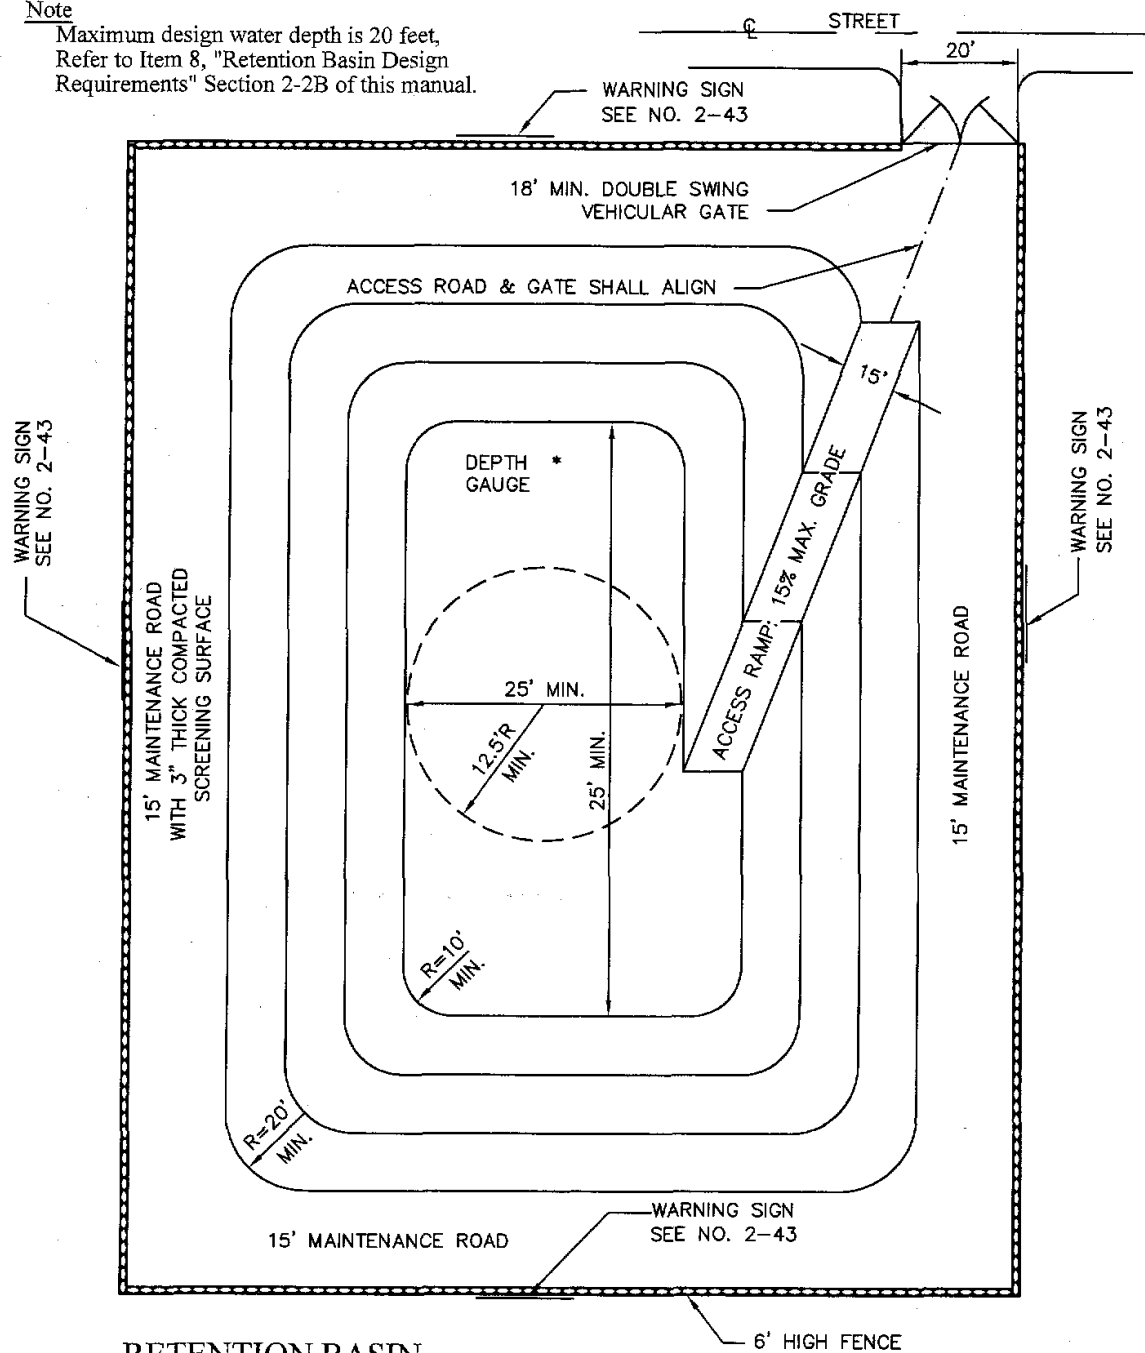 Note
Maximum design water depth is 20 feet,
Refer to Item 8, "Retention Basin Design
Requirements" Section 2-2B of this manual.
℄
STREET
20'
WARNING SIGN
SEE NO. 2-43
18' MIN. DOUBLE SWING
VEHICULAR GATE
ACCESS ROAD & GATE SHALL ALIGN
15'
DEPTH *
GAUGE
WARNING SIGN
SEE NO. 2-43
WARNING SIGN
SEE NO. 2-43
ACCESS RAMP; 15% MAX. GRADE
15' MAINTENANCE ROAD
WITH 3" THICK COMPACTED
SCREENING SURFACE
25' MIN.
12.5'R
MIN.
25' MIN.
15' MAINTENANCE ROAD
R=10'
MIN.
R=20'
MIN.
WARNING SIGN
SEE NO. 2-43
15' MAINTENANCE ROAD
6' HIGH FENCE
RETENTION BASIN